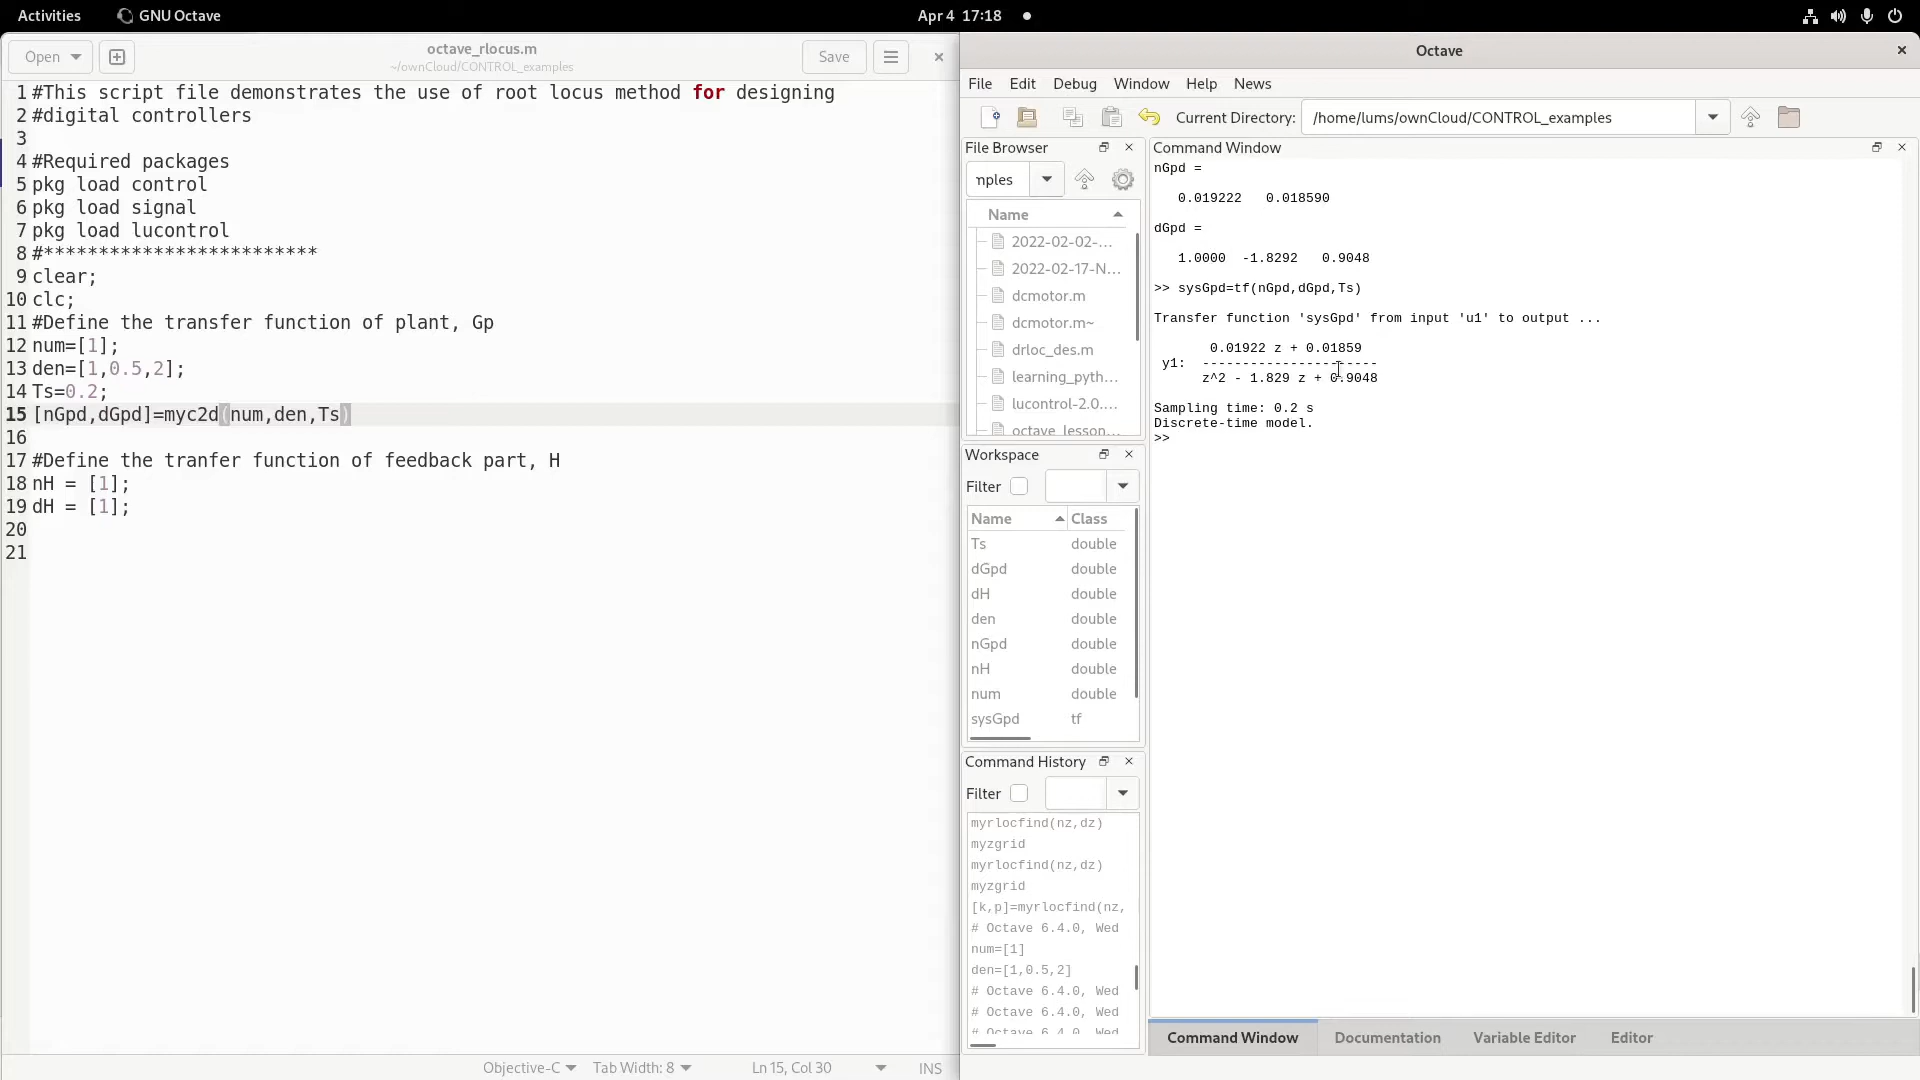 Activities
GNU Octave
Apr 4 17:18
Open
octave_rlocus.m
~/ownCloud/CONTROL_examples
Save
1 #This script file demonstrates the use of root locus method for designing
2 #digital controllers
3
4 #Required packages
5 pkg load control
6 pkg load signal
7 pkg load lucontrol
8 #*************************
9 clear;
10 clc;
11 #Define the transfer function of plant, Gp
12 num=[1];
13 den=[1,0.5,2];
14 Ts=0.2;
15 [nGpd,dGpd]=myc2d(num,den,Ts)
16
17 #Define the tranfer function of feedback part, H
18 nH = [1];
19 dH = [1];
20
21
Objective-C
Tab Width: 8
Ln 15, Col 30
INS
Octave
File Edit Debug Window Help News
Current Directory: /home/lums/ownCloud/CONTROL_examples
File Browser
mples
Name
2022-02-02-...
2022-02-17-N...
dcmotor.m
dcmotor.m~
drloc_des.m
learning_pyth...
lucontrol-2.0....
octave_lesson...
Workspace
Filter
Name Class
Ts double
dGpd double
dH double
den double
nGpd double
nH double
num double
sysGpd tf
Command History
Filter
myrlocfind(nz,dz)
myzgrid
myrlocfind(nz,dz)
myzgrid
[k,p]=myrlocfind(nz,
# Octave 6.4.0, Wed
num=[1]
den=[1,0.5,2]
# Octave 6.4.0, Wed
# Octave 6.4.0, Wed
# Octave 6.4.0, Wed
Command Window
nGpd =
0.019222 0.018590
dGpd =
1.0000 -1.8292 0.9048
>> sysGpd=tf(nGpd,dGpd,Ts)
Transfer function 'sysGpd' from input 'u1' to output ...
0.01922 z + 0.01859
y1: ----------------------
z^2 - 1.829 z + 0.9048
Sampling time: 0.2 s
Discrete-time model.
>>
Command Window
Documentation
Variable Editor
Editor